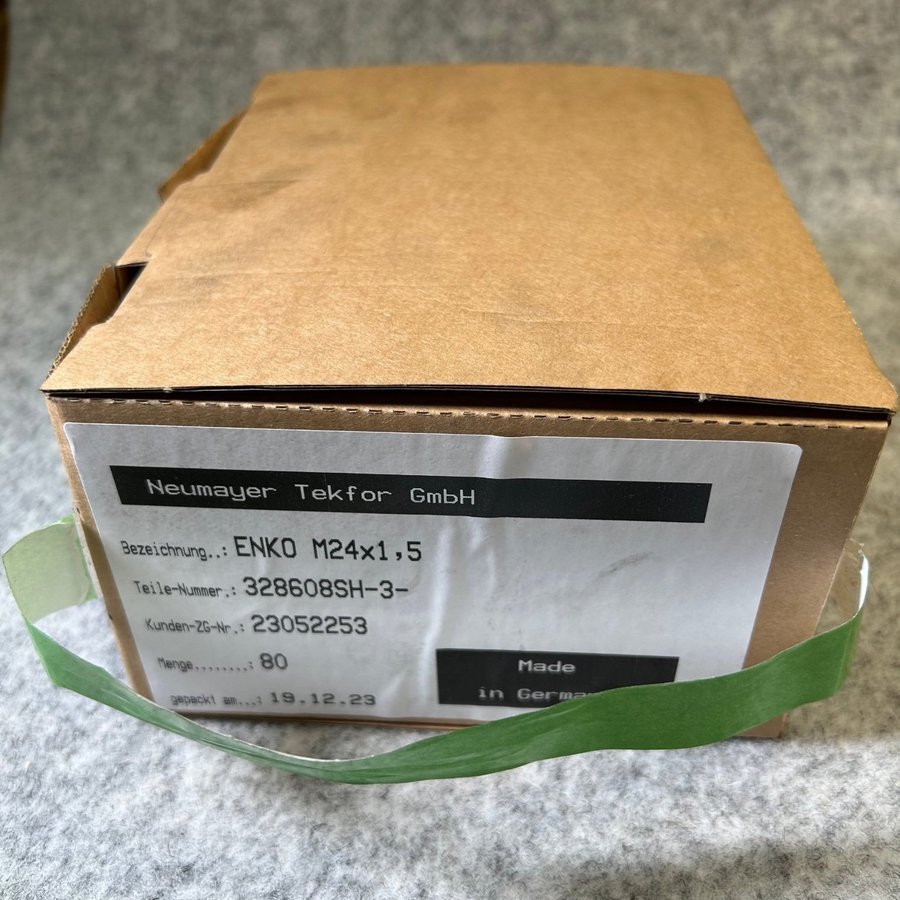 Neumayer Tekfor GmbH
Bezeichnung..: ENKO M24x1,5
Teile-Nummer.: 328608SH-3-
Kunden-ZG-Nr.: 23052253
Menge........: 80
gepackt am...: 19.12.23
Made
in